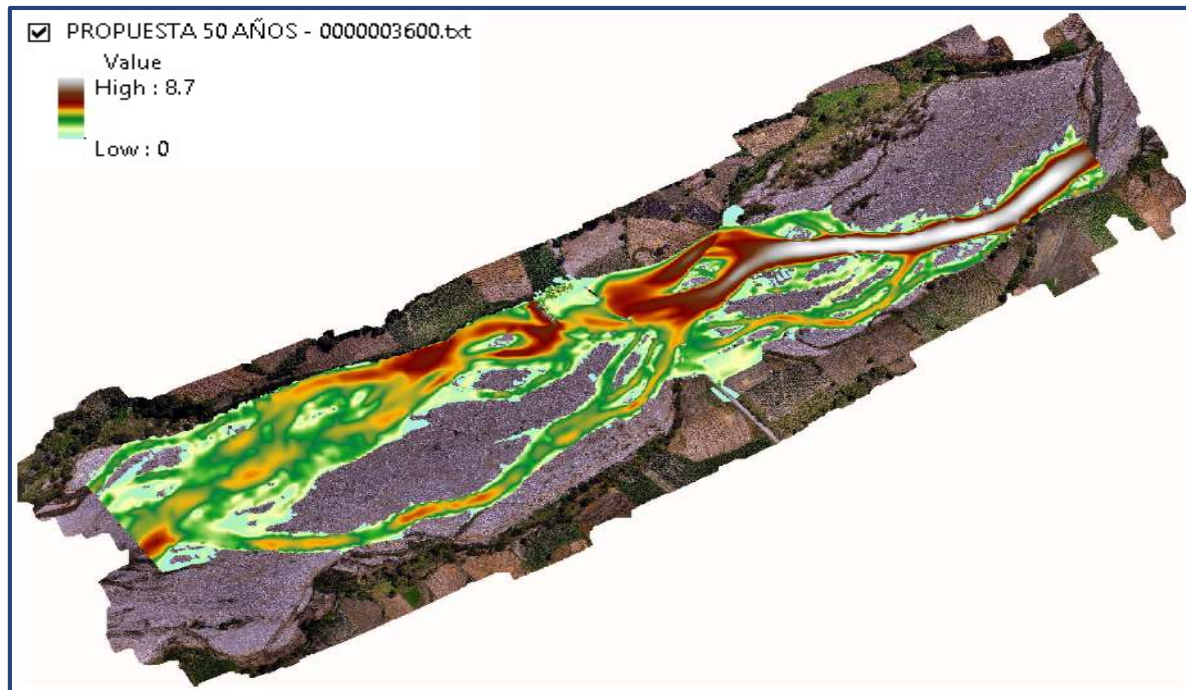 PROPUESTA 50 AÑOS - 0000003600.txt
Value
High : 8.7
Low : 0